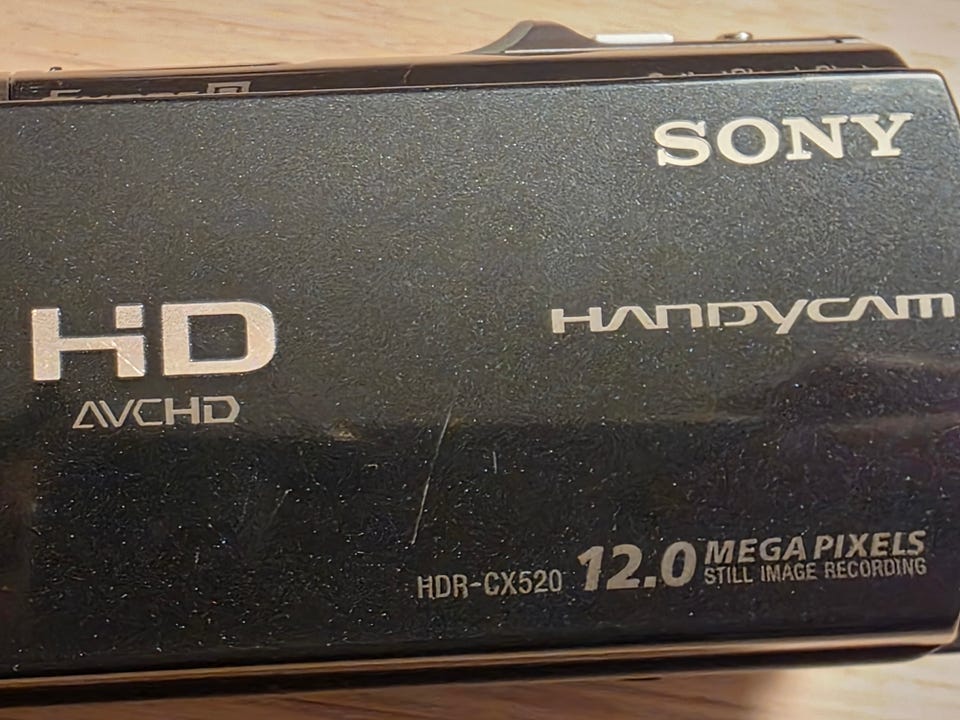 SONY
HANDYCAM
HD
AVCHD
HDR-CX520 12.0 MEGA PIXELS
STILL IMAGE RECORDING